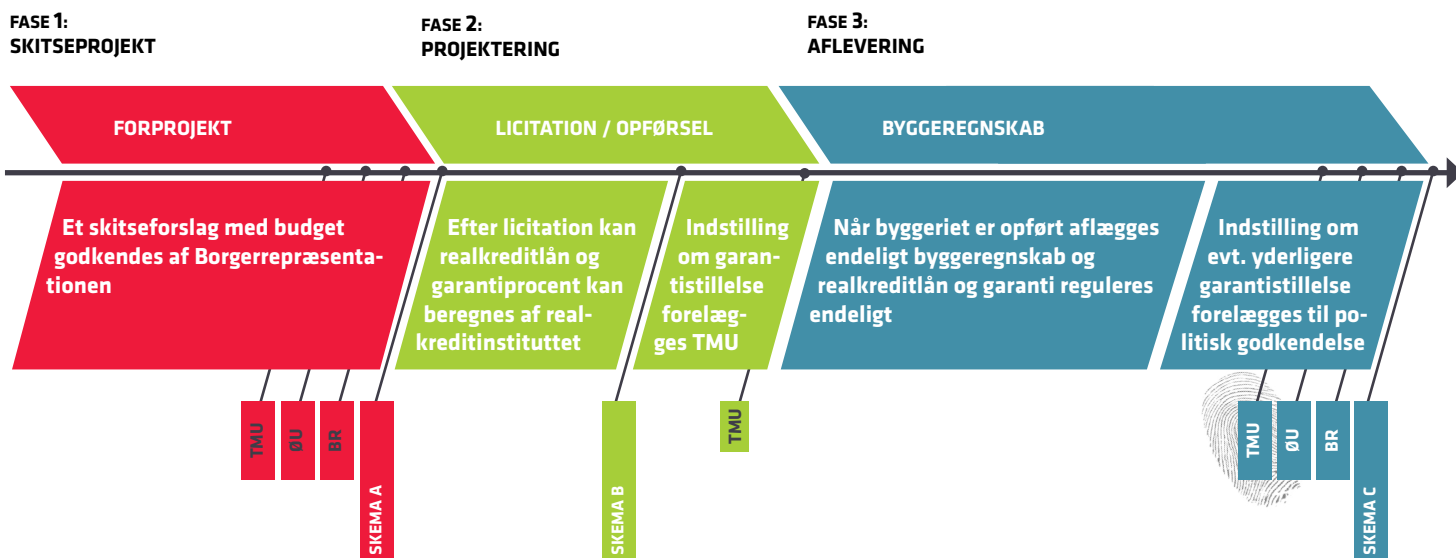 FASE 1:
SKITSEPROJEKT
FASE 2:
PROJEKTERING
FASE 3:
AFLEVERING
FORPROJEKT
LICITATION / OPFØRSEL
BYGGEREGNSKAB
Et skitseforslag med budget
godkendes af Borgerrepræsenta-
tionen
Efter licitation kan
realkreditlån og
garantiprocent kan
beregnes af real-
kreditinstituttet
Indstilling
om garan-
tistillelse
forelæg-
ges TMU
Når byggeriet er opført aflægges
endeligt byggeregnskab og
realkreditlån og garanti reguleres
endeligt
Indstilling om
evt. yderligere
garantistillelse
forelægges til po-
litisk godkendelse
TMU
ØU
BR
SKEMA A
SKEMA B
TMU
TMU
ØU
BR
SKEMA C